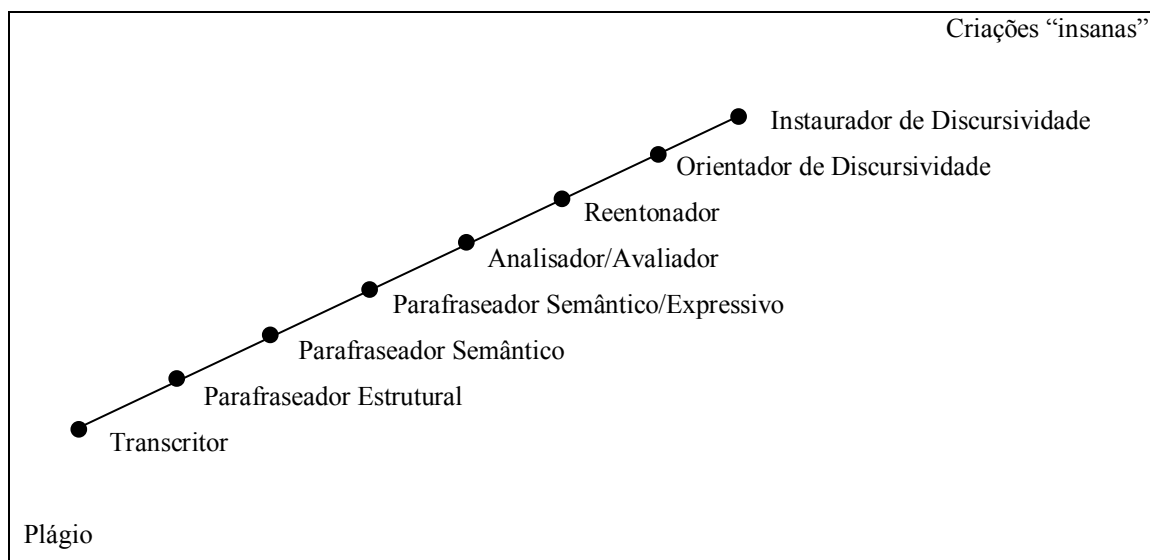 Criações “insanas”
Instaurador de Discursividade
Orientador de Discursividade
Reentonador
Analisador/Avaliador
Parafraseador Semântico/Expressivo
Parafraseador Semântico
Parafraseador Estrutural
Transcritor
Plágio